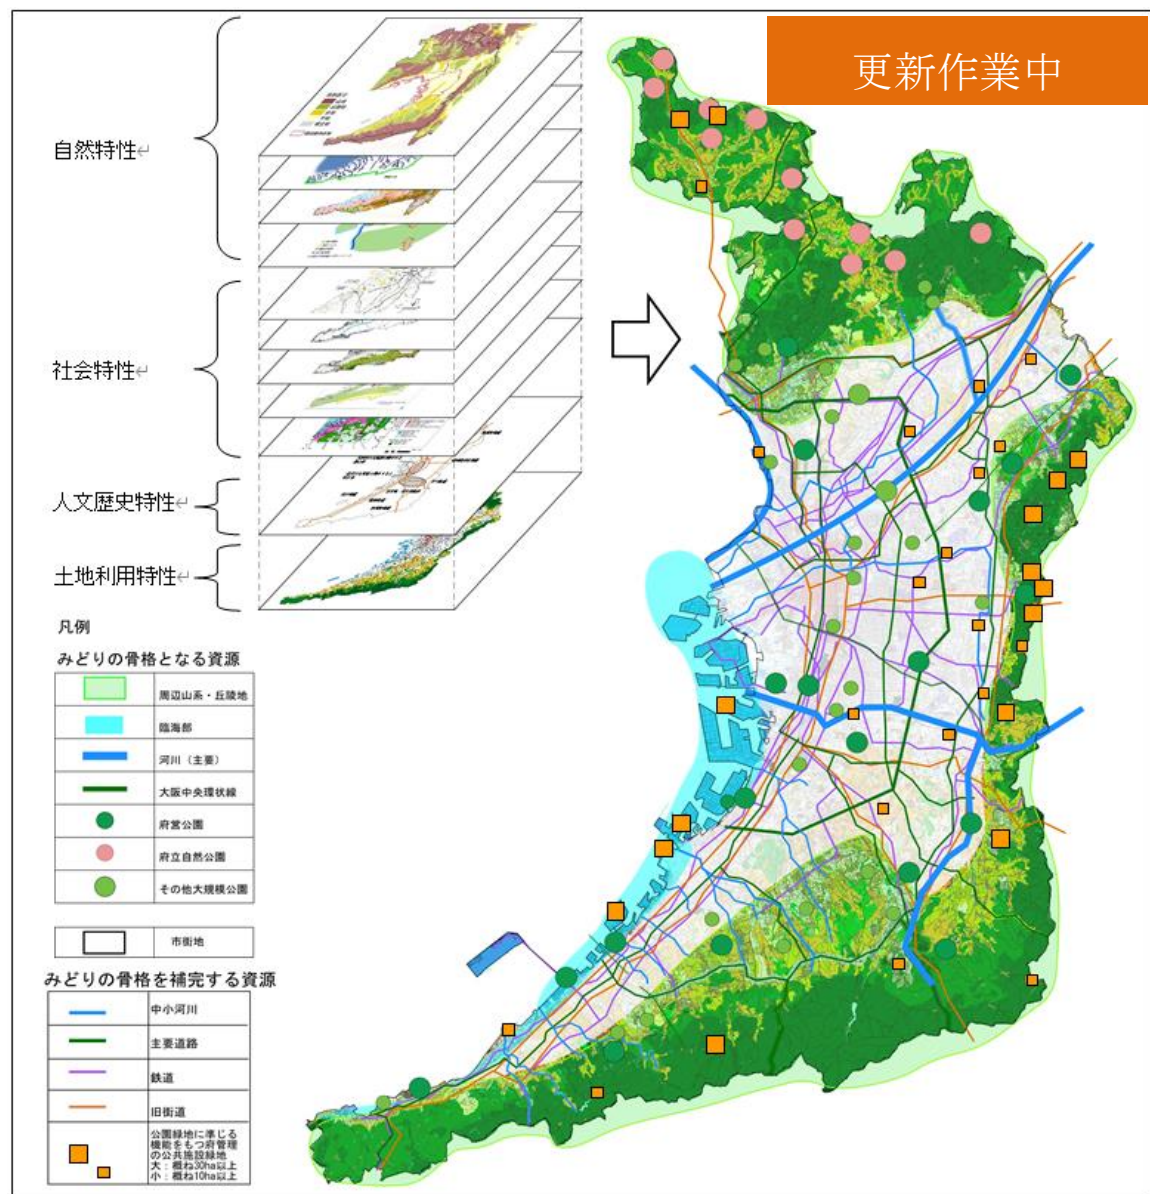 更新作業中
自然特性
社会特性
人文歴史特性
土地利用特性
凡例
みどりの骨格となる資源
周辺山系・丘陵地
臨海部
河川（主要）
大阪中央環状線
府営公園
府立自然公園
その他大規模公園
市街地
みどりの骨格を補完する資源
中小河川
主要道路
鉄道
旧街道
公園緑地に準じる
機能をもつ府管理
の公共施設緑地
大：概ね30ha以上
小：概ね10ha以上